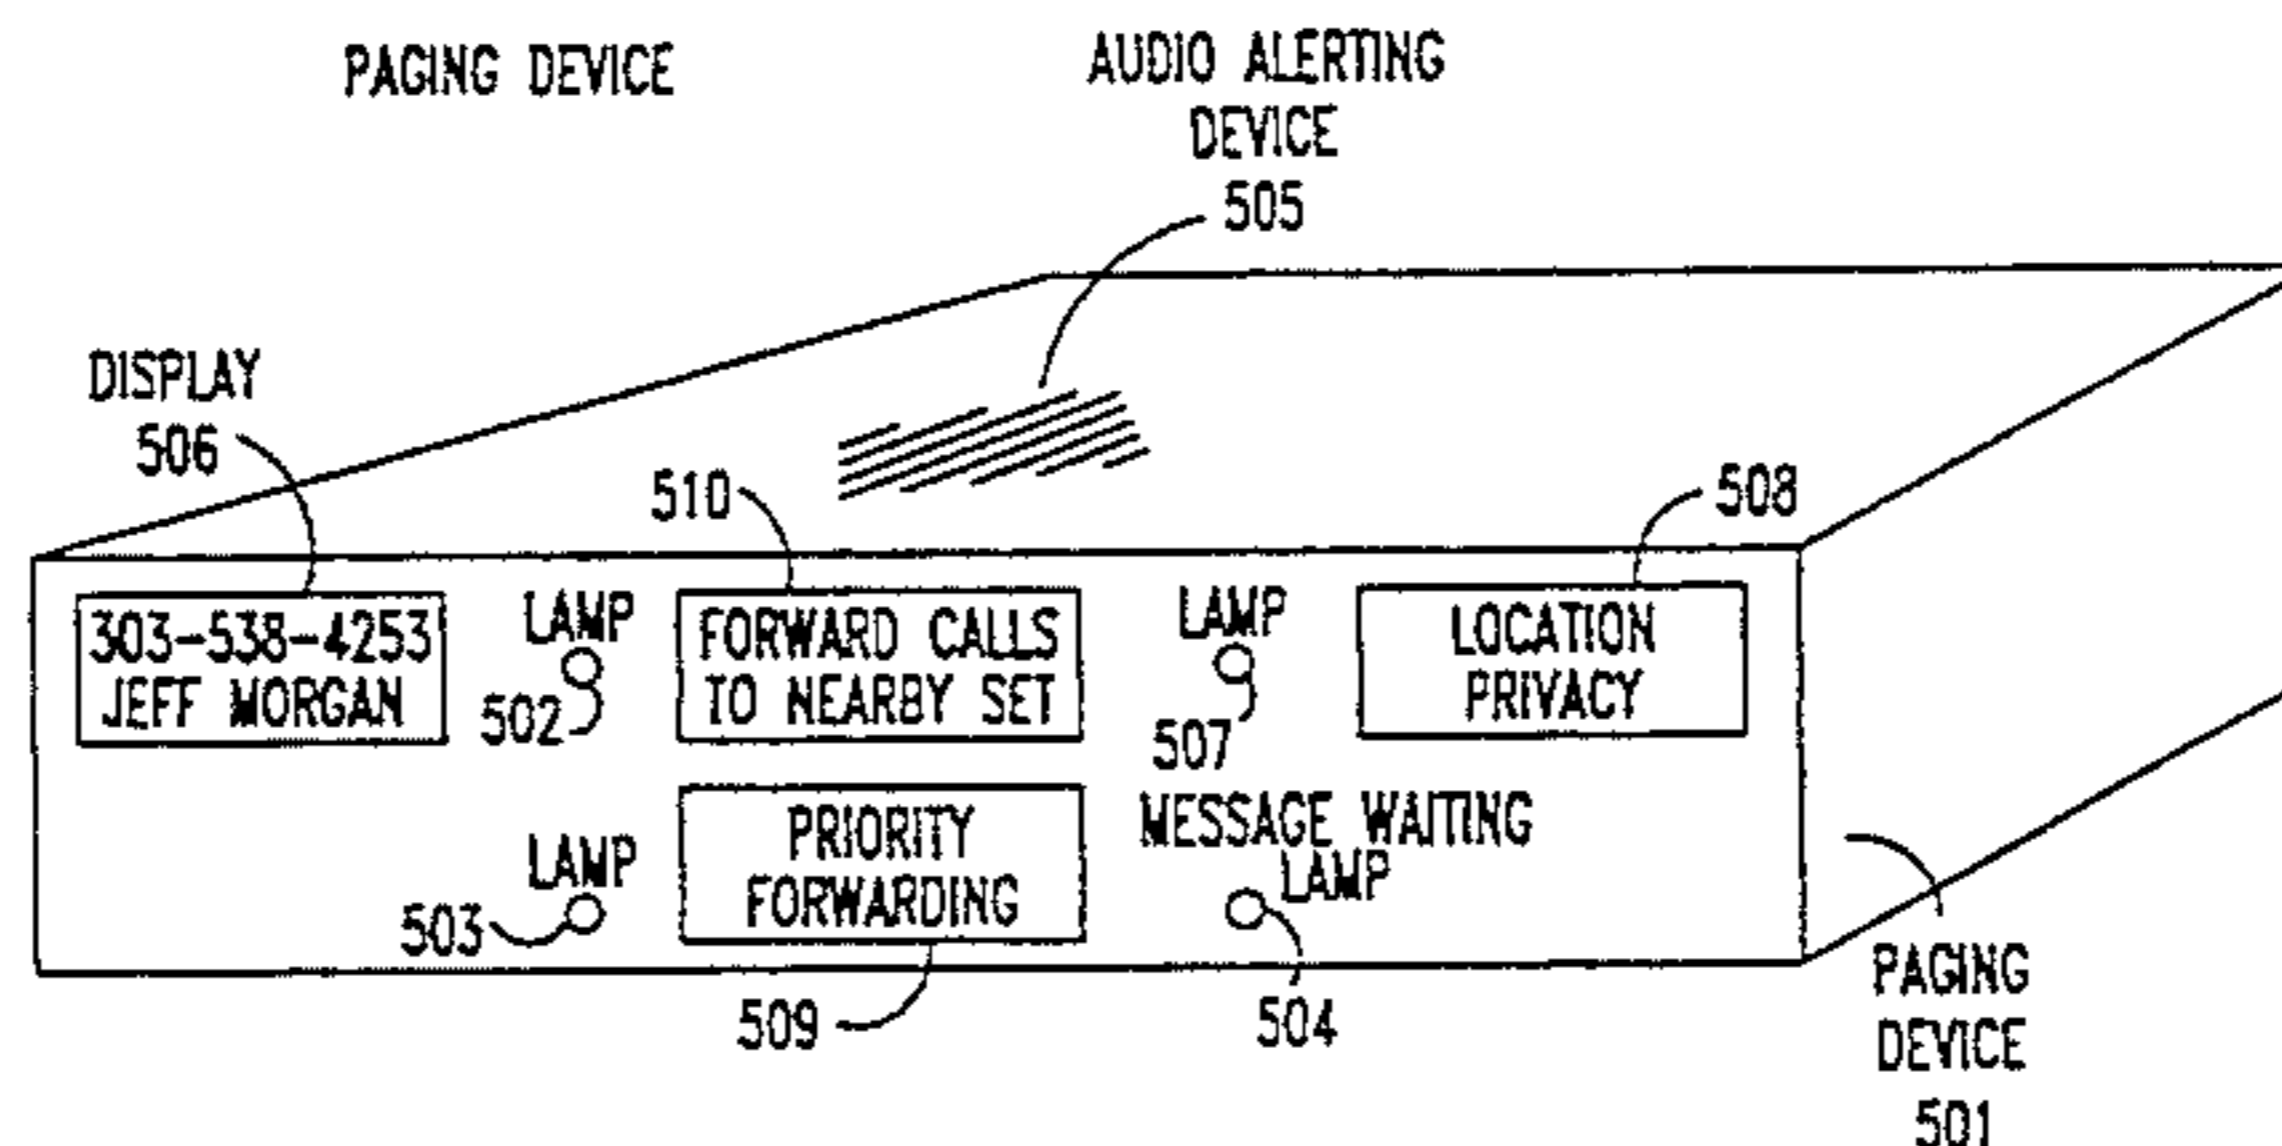 PAGING DEVICE
AUDIO ALERTING
DEVICE
505
DISPLAY
506
510
508
303-538-4253
JEFF MORGAN
LAMP
502
FORWARD CALLS
TO NEARBY SET
LAMP
507
LOCATION
PRIVACY
LAMP
503
PRIORITY
FORWARDING
MESSAGE WAITING
LAMP
509
504
PAGING
DEVICE
501